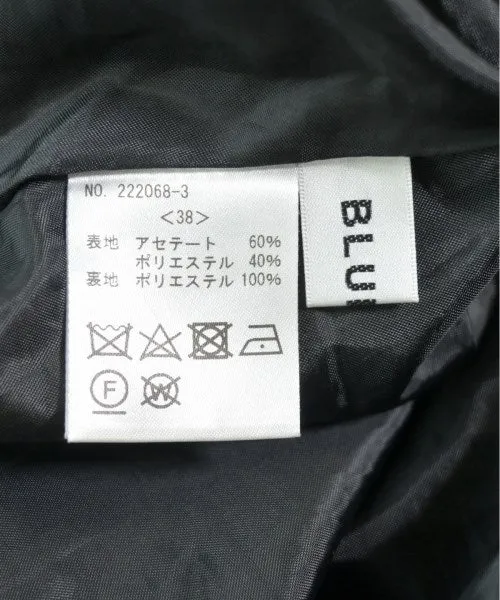 NO. 222068-3
<38>
表地 アセテート 60%
ポリエステル 40%
裏地 ポリエステル 100%
F W
BLU